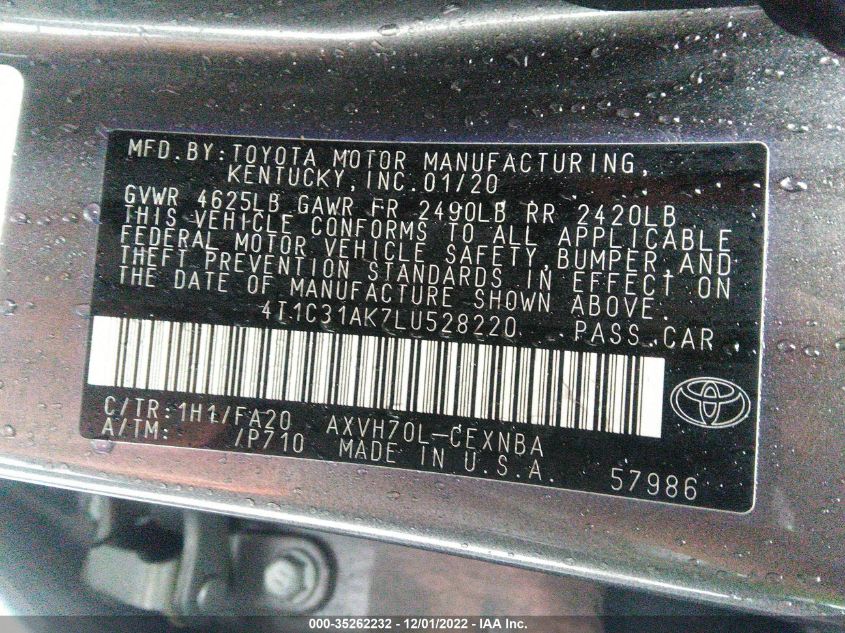 MFD.BY:TOYOTA MOTOR MANUFACTURING,
KENTUCKY,INC.01/20
GVWR 4625LB GAWR FR 2490LB RR 2420LB
THIS VEHICLE CONFORMS TO ALL APPLICABLE
FEDERAL MOTOR VEHICLE SAFETY,BUMPER,AND
THEFT PREVENTION STANDARDS IN EFFECT ON
THE DATE OF MANUFACTURE SHOWN ABOVE.
4T1C31AK7LU528220 PASS.CAR
C/TR:1H1/FA20 AXVH70L-CEXNBA
A/TM: /P710 MADE IN U.S.A.
57986
000-35262232 - 12/01/2022 - IAA Inc.